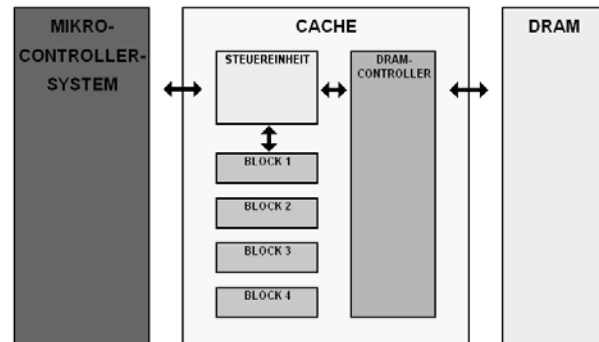 MIKRO-
CONTROLLER-
SYSTEM
CACHE
STEUEREINHEIT
DRAM-
CONTROLLER
BLOCK 1
BLOCK 2
BLOCK 3
BLOCK 4
DRAM